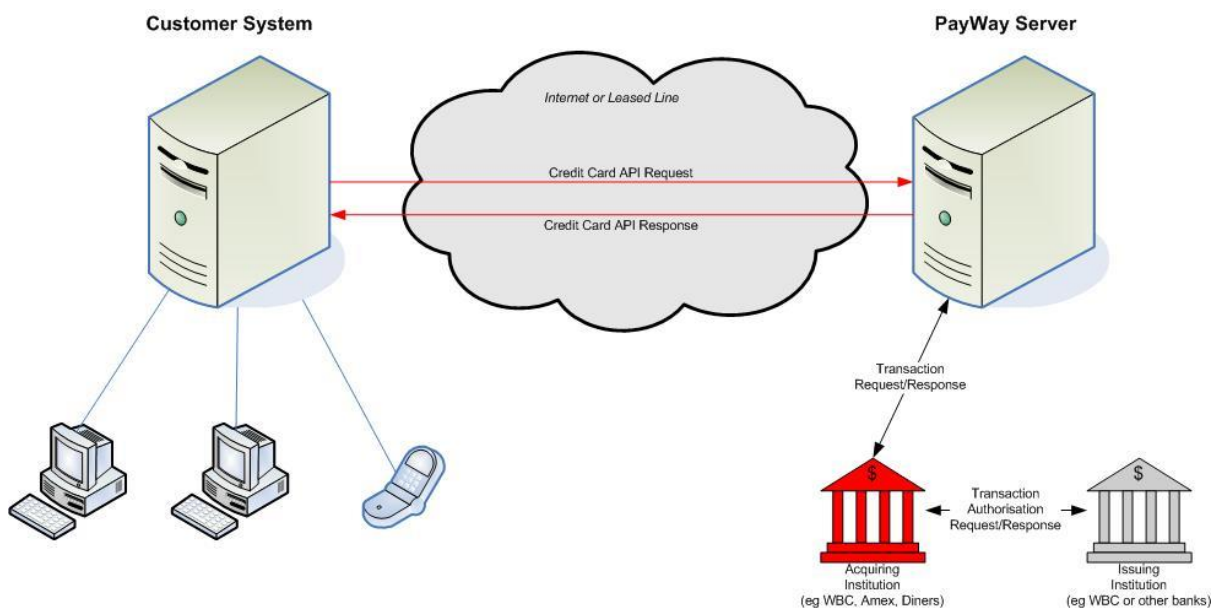 Customer System
PayWay Server
Internet or Leased Line
Credit Card API Request
Credit Card API Response
Transaction
Request/Response
$
Transaction
Authorisation
Request/Response
$
Acquiring
Institution
(eg WBC, Amex, Diners)
Issuing
Institution
(eg WBC or other banks)